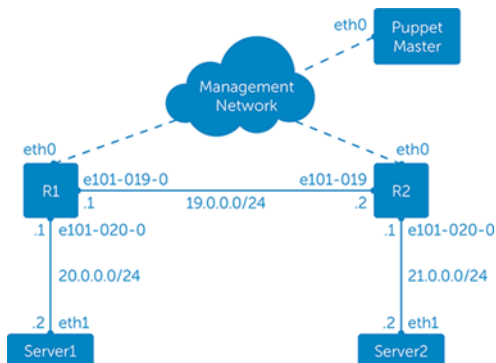 eth0
Puppet
Master
Management
Network
eth0
eth0
R1
e101-019-0
e101-019
R2
.1
19.0.0.0/24
.2
.1
e101-020-0
.1
e101-020-0
20.0.0.0/24
21.0.0.0/24
.2
eth1
.2
eth1
Server1
Server2